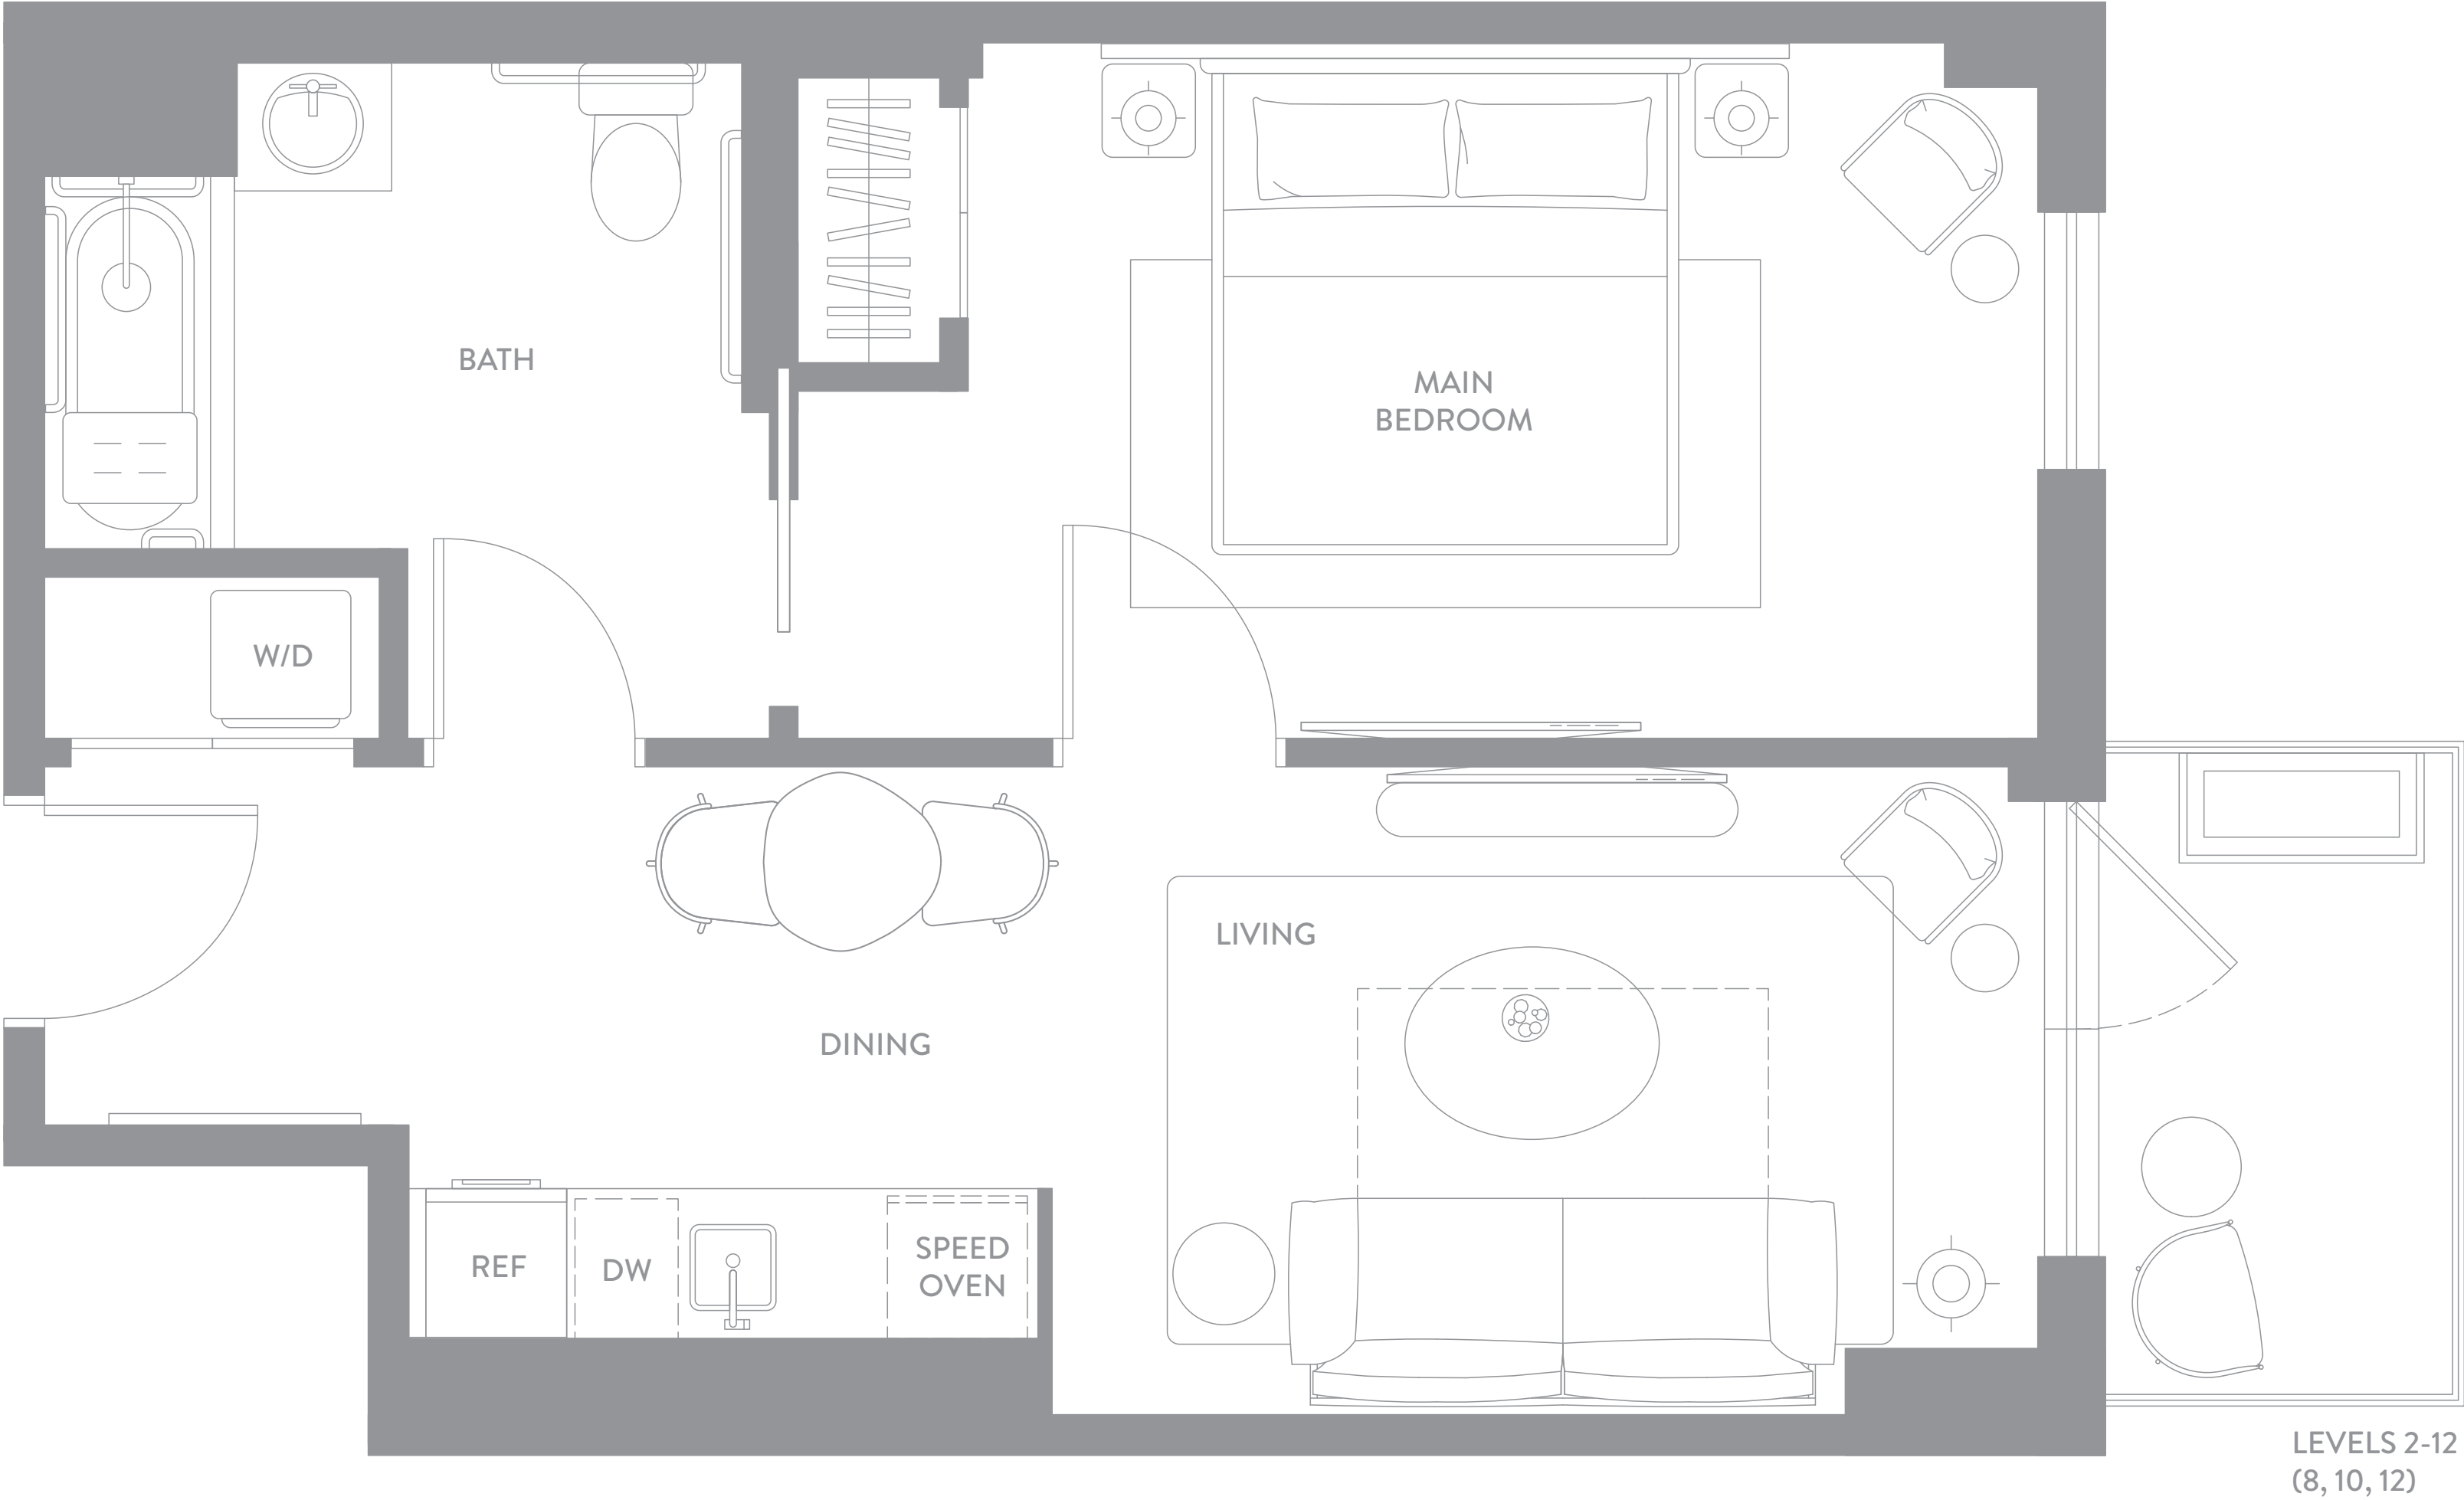 BATH
MAIN
BEDROOM
W/D
LIVING
DINING
REF
DW
SPEED
OVEN
LEVELS 2-12
(8, 10, 12)